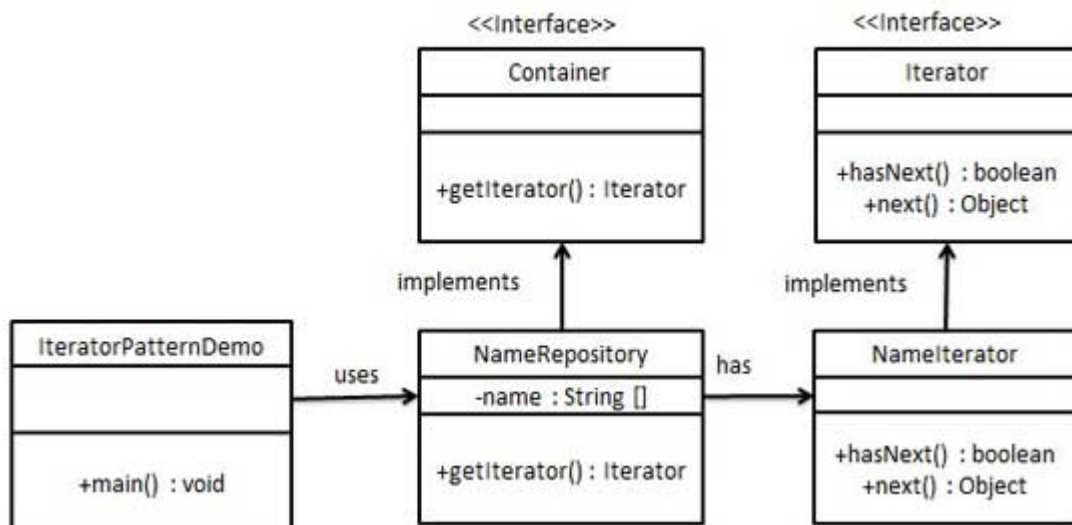 <<Interface>>
Container
+getIterator() : Iterator
<<Interface>>
Iterator
+hasNext() : boolean
+next() : Object
implements
implements
IteratorPatternDemo
+main() : void
uses
NameRepository
-name : String []
+getIterator() : Iterator
has
NameIterator
+hasNext() : boolean
+next() : Object